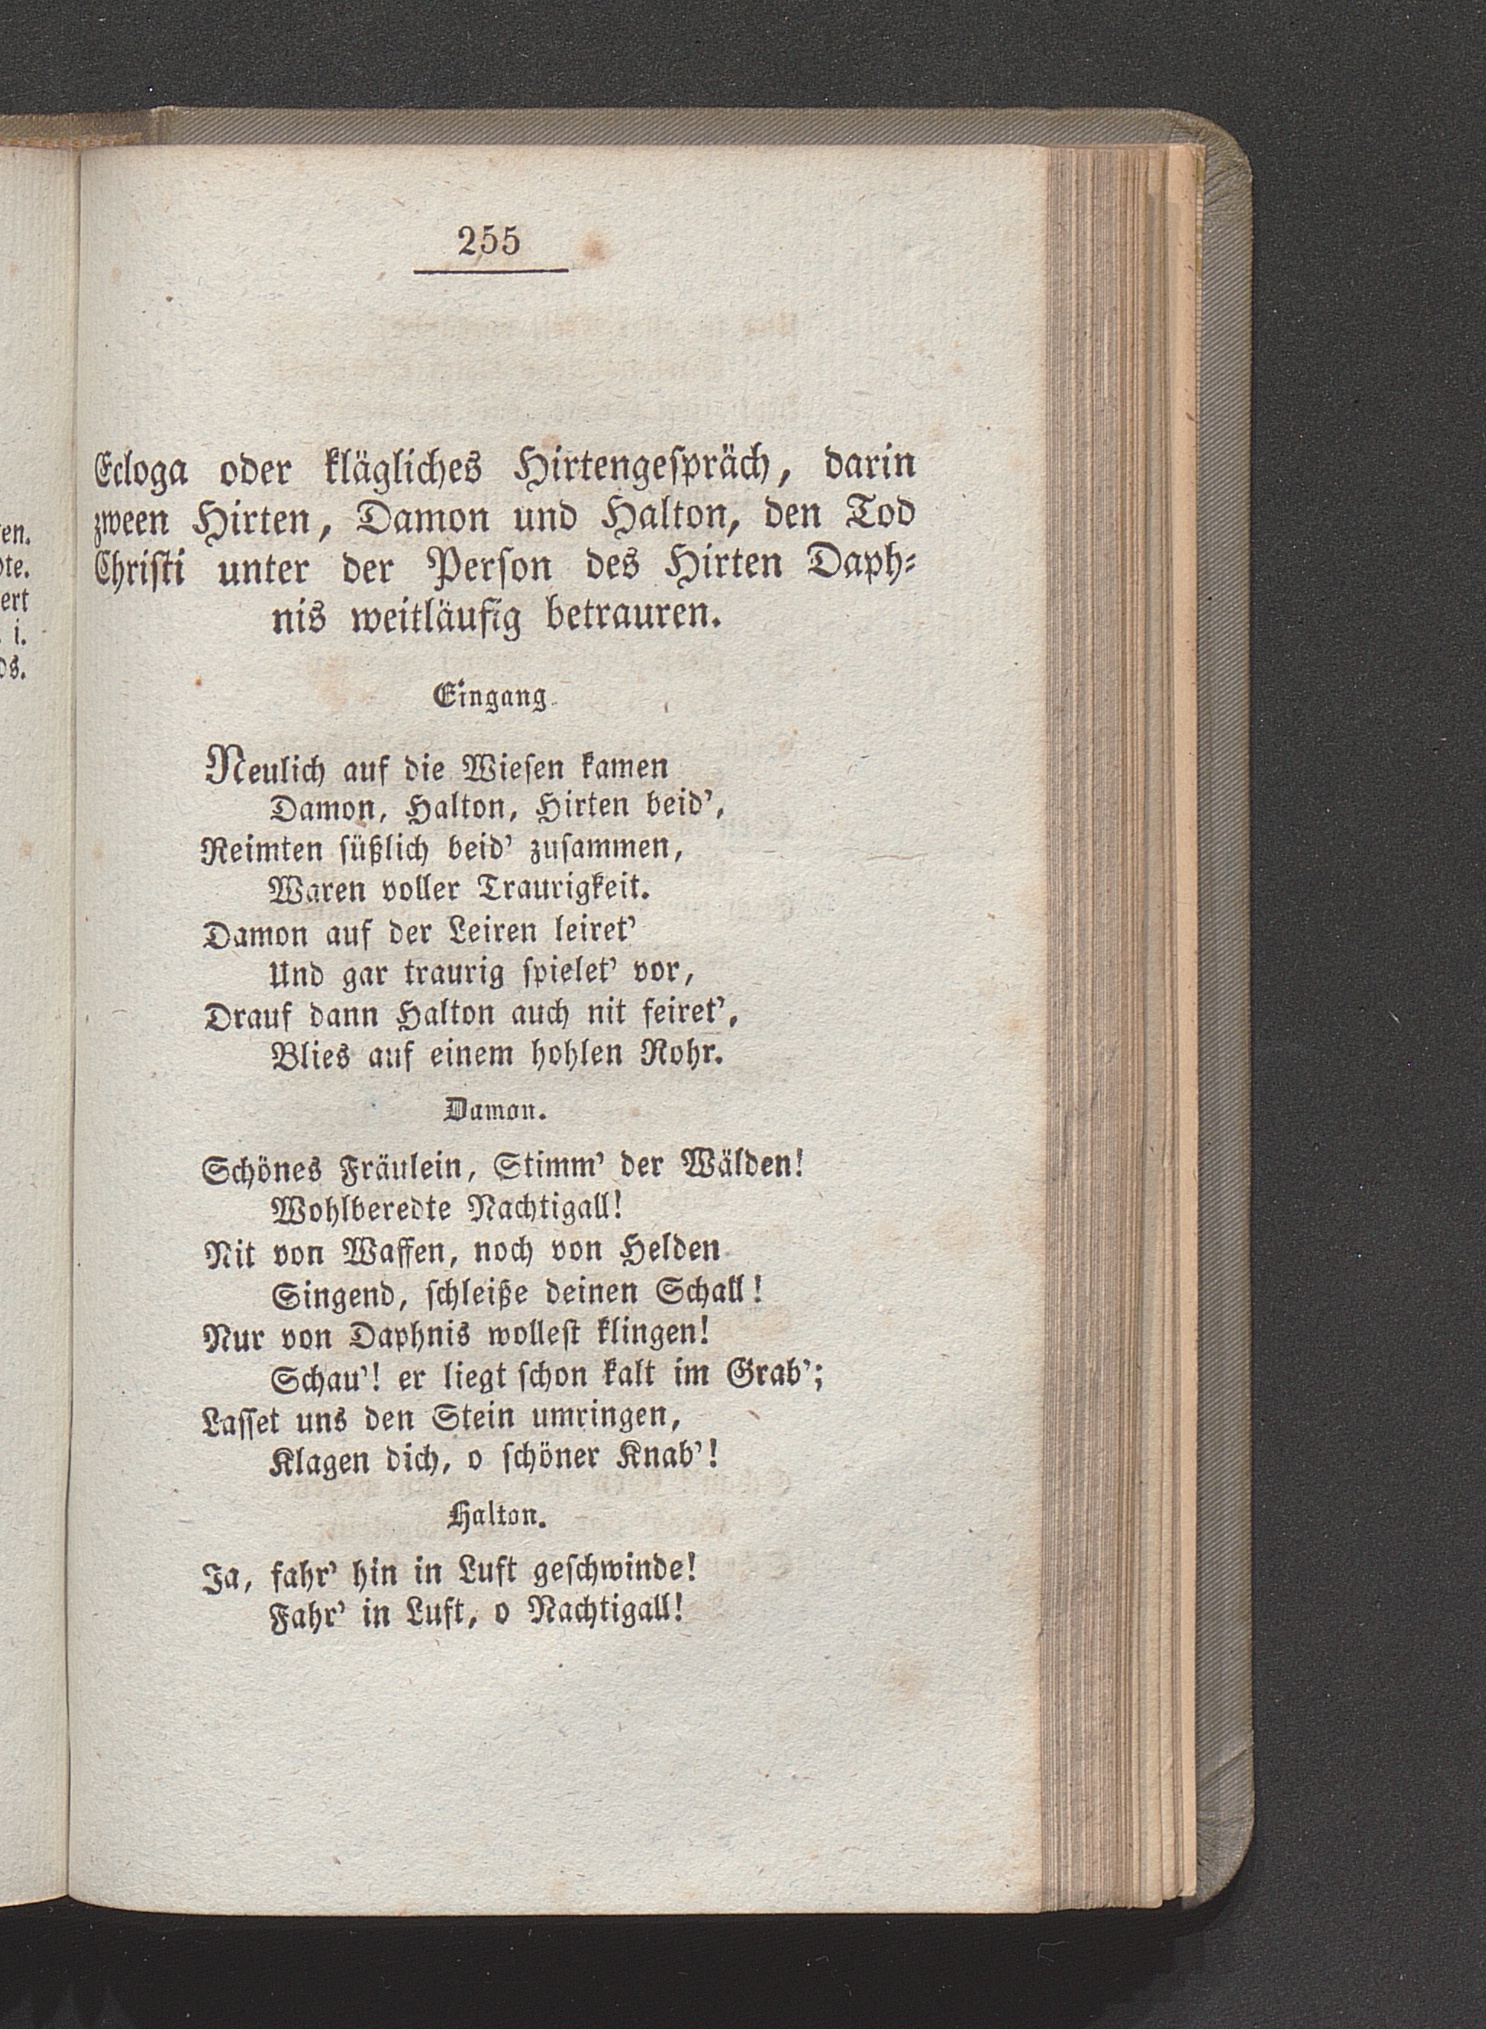 en.
te.
ert
i.
ds.
255
Ecloga oder klägliches Hirtengespräch, darin
zween Hirten, Damon und Halton, den Tod
Christi unter der Person des Hirten Daph-
nis weitläufig betrauren.
Eingang.
Neulich auf die Wiesen kamen
Damon, Halton, Hirten beid',
Reimten süßlich beid' zusammen,
Waren voller Traurigkeit.
Damon auf der Leiren leiret'
Und gar traurig spielet' vor,
Drauf dann Halton auch nit feiret',
Blies auf einem hohlen Rohr.
Damon.
Schönes Fräulein, Stimm' der Wälden!
Wohlberedte Nachtigall!
Nit von Waffen, noch von Helden
Singend, schleiße deinen Schall!
Nur von Daphnis wollest klingen!
Schau'! er liegt schon kalt im Grab';
Lasset uns den Stein umringen,
Klagen dich, o schöner Knab'!
Halton.
Ja, fahr' hin in Luft geschwinde!
Fahr' in Luft, o Nachtigall!